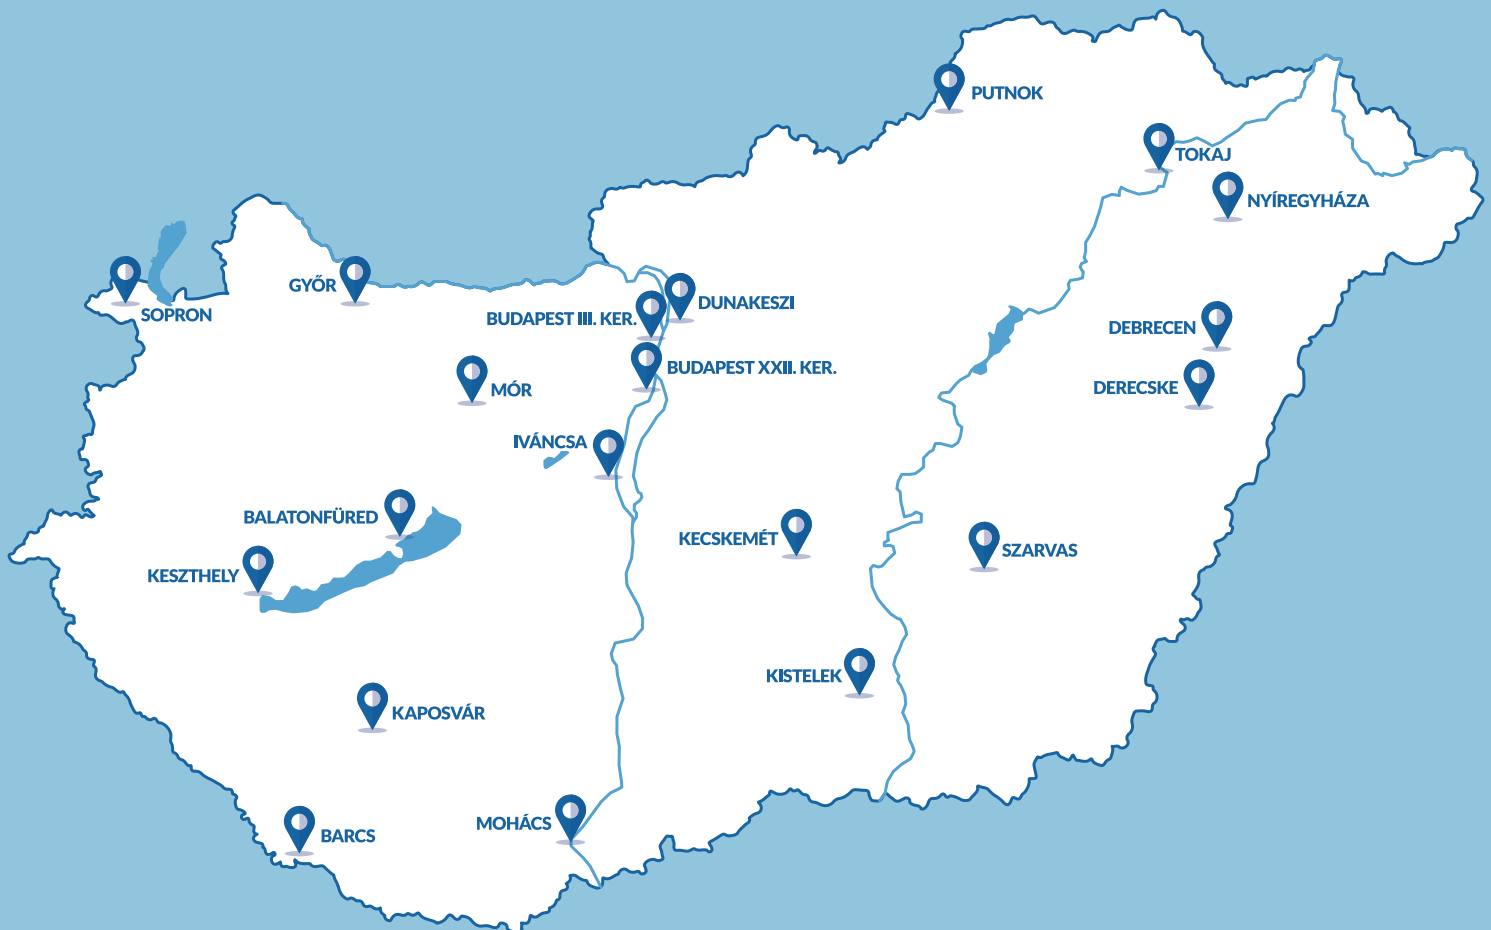 PUTNOK
TOKAJ
NYÍREGYHÁZA
GYŐR
DUNAKESZI
SOPRON
BUDAPEST III. KER.
DEBRECEN
BUDAPEST XXII. KER.
MÓR
DERECSKE
IVÁNCSA
BALATONFÜRED
KECSKEMÉT
SZARVAS
KESZTHELY
KISTELEK
KAPOSVÁR
MOHÁCS
BARCS